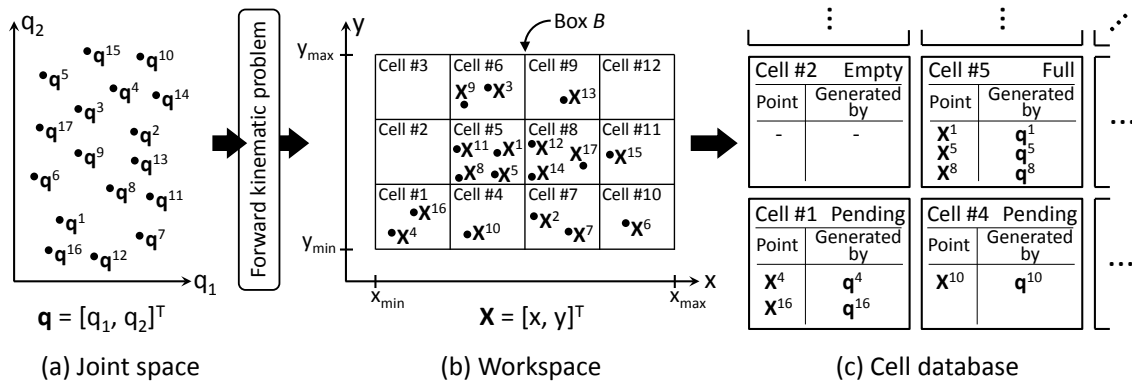 q₂
q¹⁵
q¹⁰
q⁵
q⁴
q¹⁴
q³
q¹⁷
q²
q⁹
q¹³
q⁶
q⁸
q¹¹
q¹
q⁷
q¹⁶
q¹²
q₁
q = [q₁, q₂]ᵀ
(a) Joint space
Forward kinematic problem
Box B
y
yₘₐₓ
yₘᵢₙ
Cell #3
Cell #6
Cell #9
Cell #12
X⁹
X³
X¹³
Cell #2
Cell #5
Cell #8
Cell #11
X¹¹
X¹
X¹²
X¹⁷
X¹⁵
X⁸
X⁵
X¹⁴
Cell #1
Cell #4
Cell #7
Cell #10
X¹⁶
X⁴
X¹⁰
X²
X⁷
X⁶
x
xₘᵢₙ
xₘₐₓ
X = [x, y]ᵀ
(b) Workspace
Cell #2 Empty
Point Generated by
- -
Cell #5 Full
Point Generated by
X¹ q¹
X⁵ q⁵
X⁸ q⁸
Cell #1 Pending
Point Generated by
X⁴ q⁴
X¹⁶ q¹⁶
Cell #4 Pending
Point Generated by
X¹⁰ q¹⁰
(c) Cell database